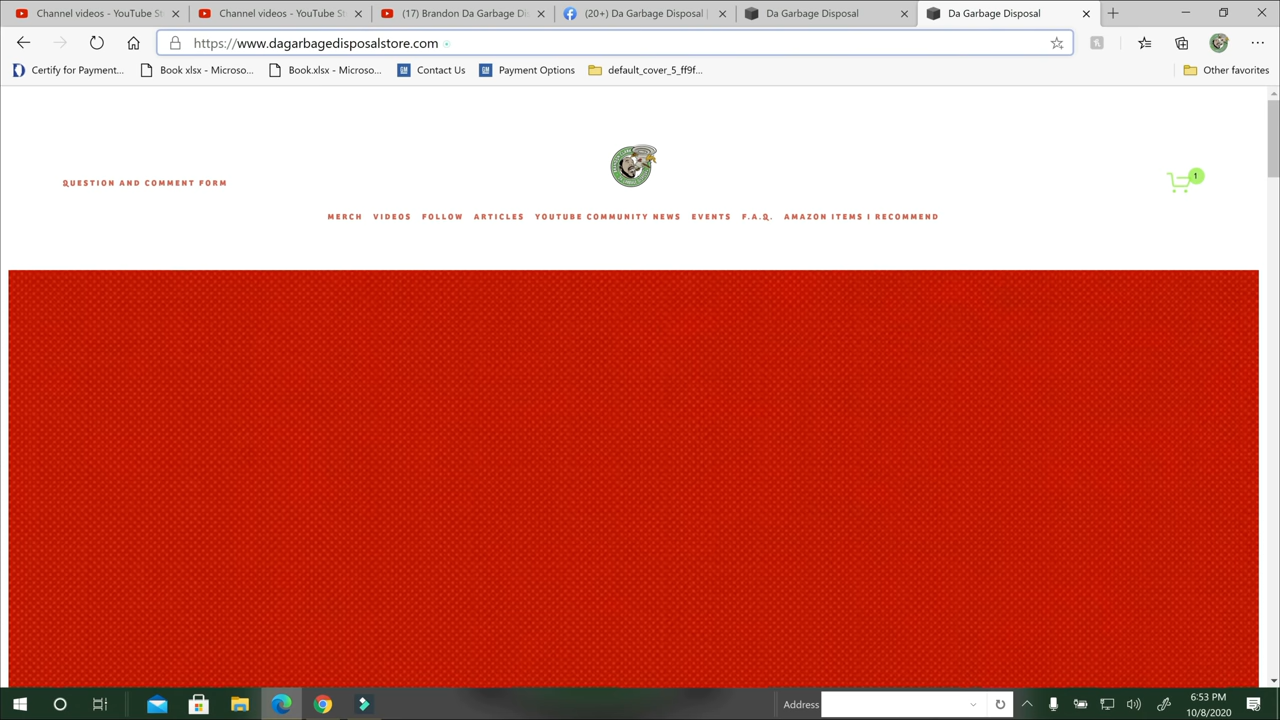 Channel videos - YouTube St
Channel videos - YouTube St
(17) Brandon Da Garbage Di
(20+) Da Garbage Disposal |
Da Garbage Disposal
Da Garbage Disposal
https://www.dagarbagedisposalstore.com
Certify for Payment...
Book xlsx - Microso...
Book.xlsx - Microso...
Contact Us
Payment Options
default_cover_5_ff9f...
Other favorites
QUESTION AND COMMENT FORM
1
MERCH VIDEOS FOLLOW ARTICLES YOUTUBE COMMUNITY NEWS EVENTS F.A.Q. AMAZON ITEMS I RECOMMEND
Address
6:53 PM
10/8/2020